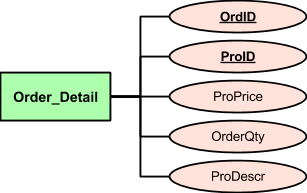 OrdID
ProID
Order_Detail
ProPrice
OrderQty
ProDescr